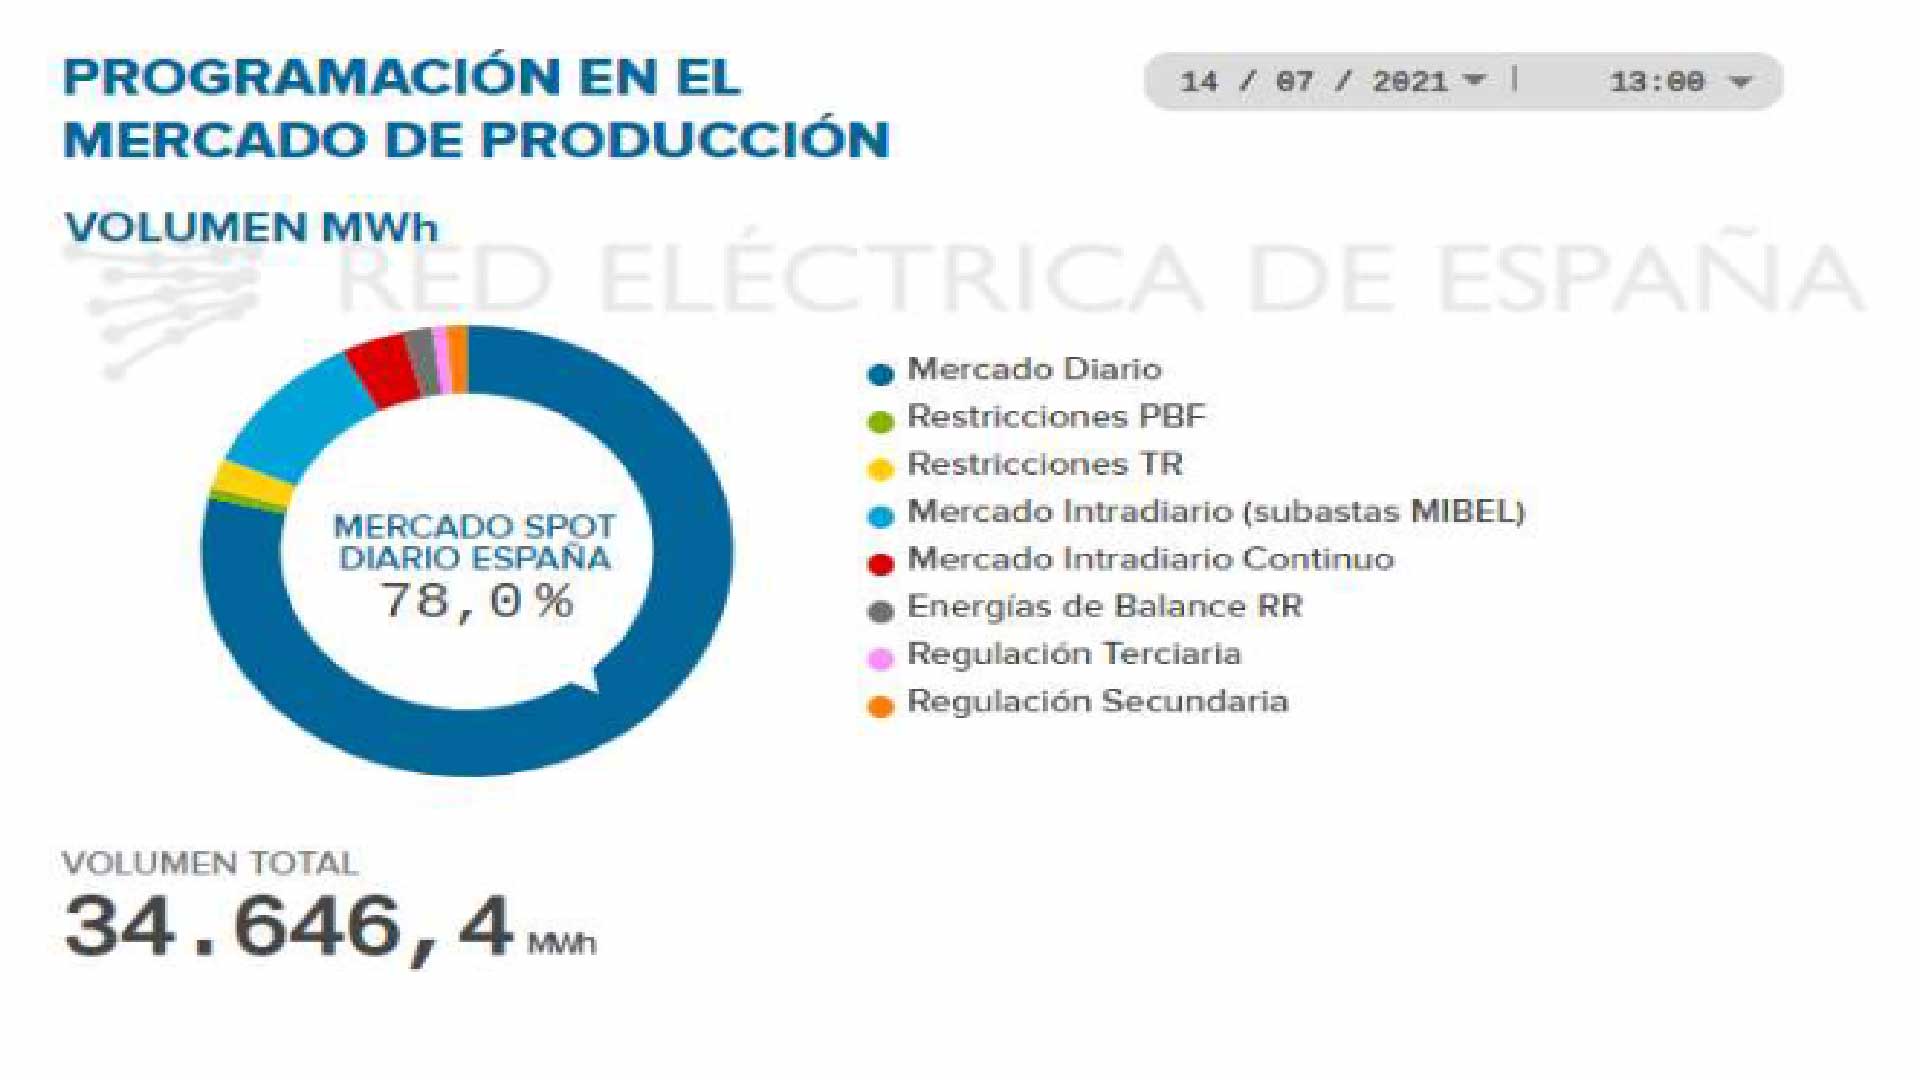 PROGRAMACIÓN EN EL
MERCADO DE PRODUCCIÓN
14 / 07 / 2021 | 13:00
VOLUMEN MWh
RED ELÉCTRICA DE ESPAÑA
MERCADO SPOT
DIARIO ESPAÑA
78,0%
Mercado Diario
Restricciones PBF
Restricciones TR
Mercado Intradiario (subastas MIBEL)
Mercado Intradiario Continuo
Energías de Balance RR
Regulación Terciaria
Regulación Secundaria
VOLUMEN TOTAL
34.646,4 MWh